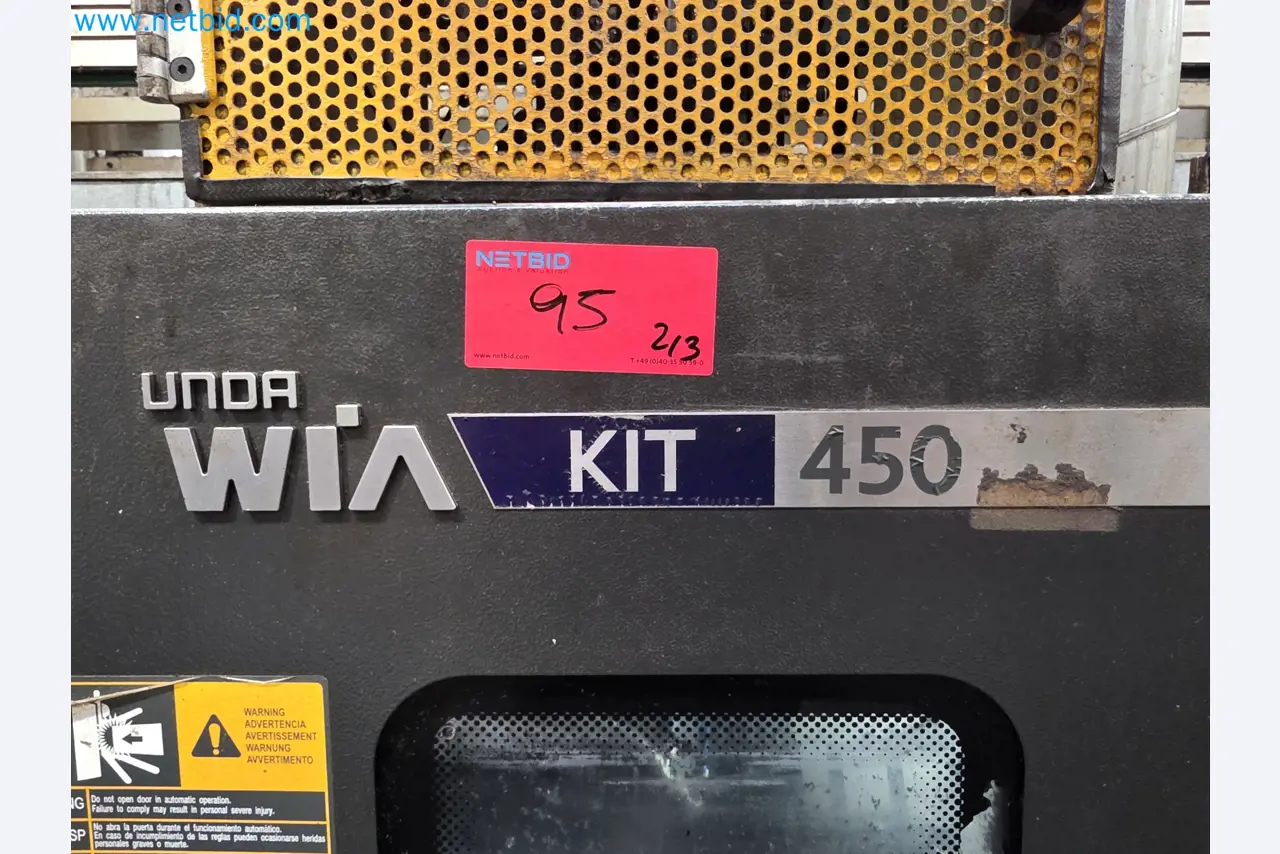 www.netbid.com
NETBID
95
2/3
www.netbid.com
UNDA
WIA
KIT 450
WARNING
ADVERTENCIA
AVERTISSEMENT
WARNUNG
AVVERTIMENTO
NG
Do not open door in automatic operation.
Failure to comply may result in personal severe injury.
SP
No abra la puerta durante el funcionamiento automático.
En caso de incumplimiento de las reglas pueden ocasionarse heridas
personales graves o muerte.